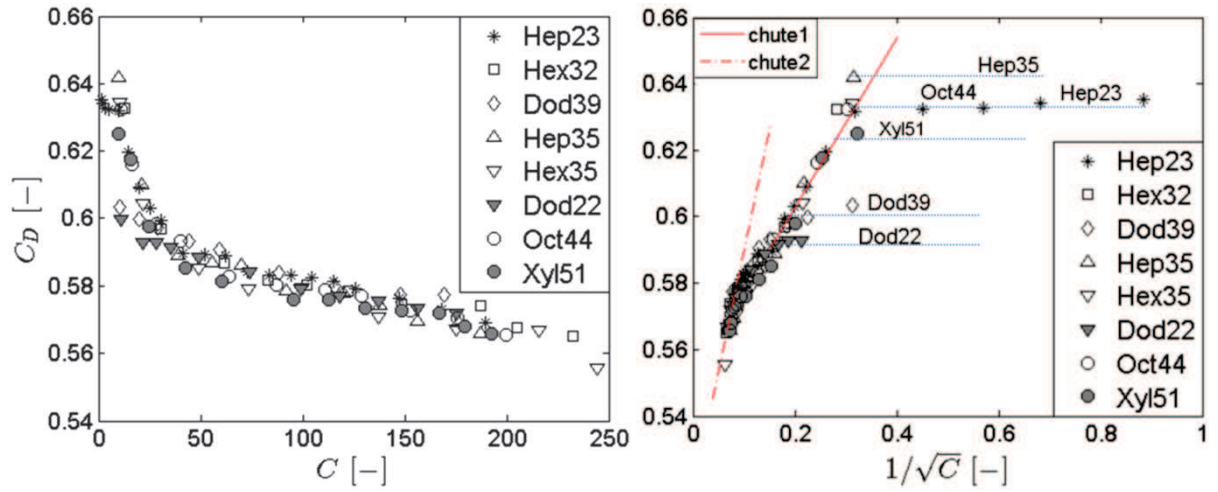 0.66
0.64
0.62
0.6
0.58
0.56
0.54
C_D [−]
0 50 100 150 200 250
C [−]
Hep23
Hex32
Dod39
Hep35
Hex35
Dod22
Oct44
Xyl51
0.66
0.64
0.62
0.6
0.58
0.56
0.54
chute1
chute2
Hep35
Oct44 Hep23
Xyl51
Dod39
Dod22
Hep23
Hex32
Dod39
Hep35
Hex35
Dod22
Oct44
Xyl51
0 0.2 0.4 0.6 0.8 1
1/√C [−]